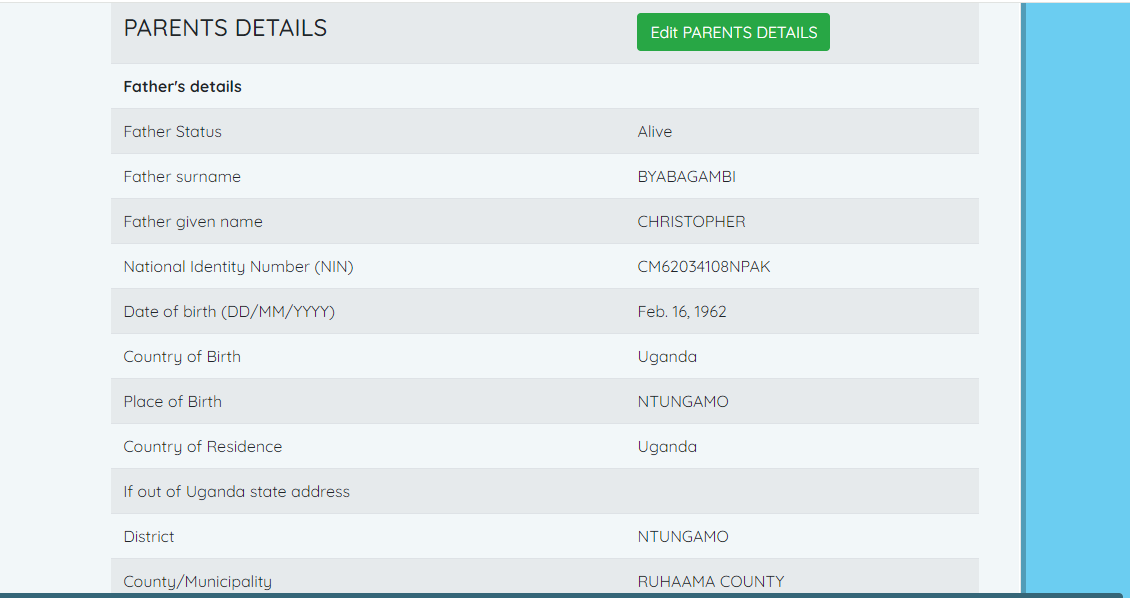 PARENTS DETAILS Edit PARENTS DETAILS
Father's details
Father Status Alive
Father surname BYABAGAMBI
Father given name CHRISTOPHER
National Identity Number (NIN) CM62034108NPAK
Date of birth (DD/MM/YYYY) Feb. 16, 1962
Country of Birth Uganda
Place of Birth NTUNGAMO
Country of Residence Uganda
If out of Uganda state address
District NTUNGAMO
County/Municipality RUHAAMA COUNTY